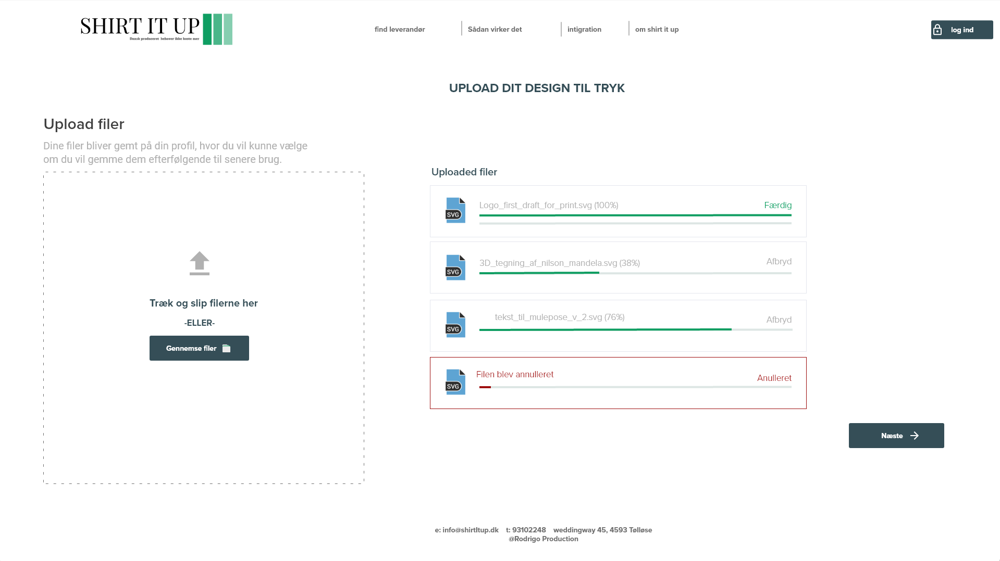 SHIRT IT UP
Dansk produceret behøver ikke koste mer
find leverandør
Sådan virker det
intigration
om shirt it up
log ind
UPLOAD DIT DESIGN TIL TRYK
Upload filer
Dine filer bliver gemt på din profil, hvor du vil kunne vælge
om du vil gemme dem efterfølgende til senere brug.
Træk og slip filerne her
-ELLER-
Gennemse filer
Uploaded filer
SVG
Logo_first_draft_for_print.svg (100%)
Færdig
SVG
3D_tegning_af_nilson_mandela.svg (38%)
Afbryd
SVG
tekst_til_mulepose_v_2.svg (76%)
Afbryd
SVG
Filen blev annulleret
Anulleret
Næste
e: info@shirtItup.dk t: 93102248 weddingway 45, 4593 Tølløse
@Rodrigo Production